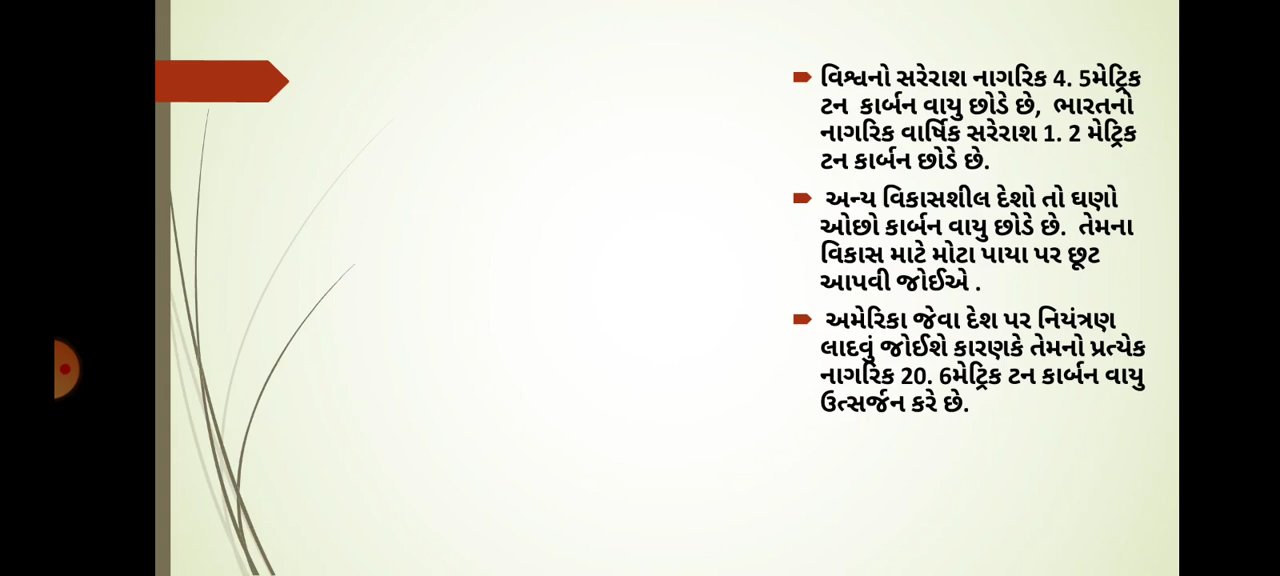 વિશ્વનો સરેરાશ નાગરિક 4. 5મેટ્રિક
ટન  કાર્બન વાયુ છોડે છે,  ભારતનો
નાગરિક વાર્ષિક સરેરાશ 1. 2 મેટ્રિક
ટન કાર્બન છોડે છે.
અન્ય વિકાસશીલ દેશો તો ઘણો
ઓછો કાર્બન વાયુ છોડે છે.  તેમના
વિકાસ માટે મોટા પાયા પર છૂટ
આપવી જોઈએ .
અમેરિકા જેવા દેશ પર નિયંત્રણ
લાદવું જોઈશે કારણકે તેમનો પ્રત્યેક
નાગરિક 20. 6મેટ્રિક ટન કાર્બન વાયુ
ઉત્સર્જન કરે છે.